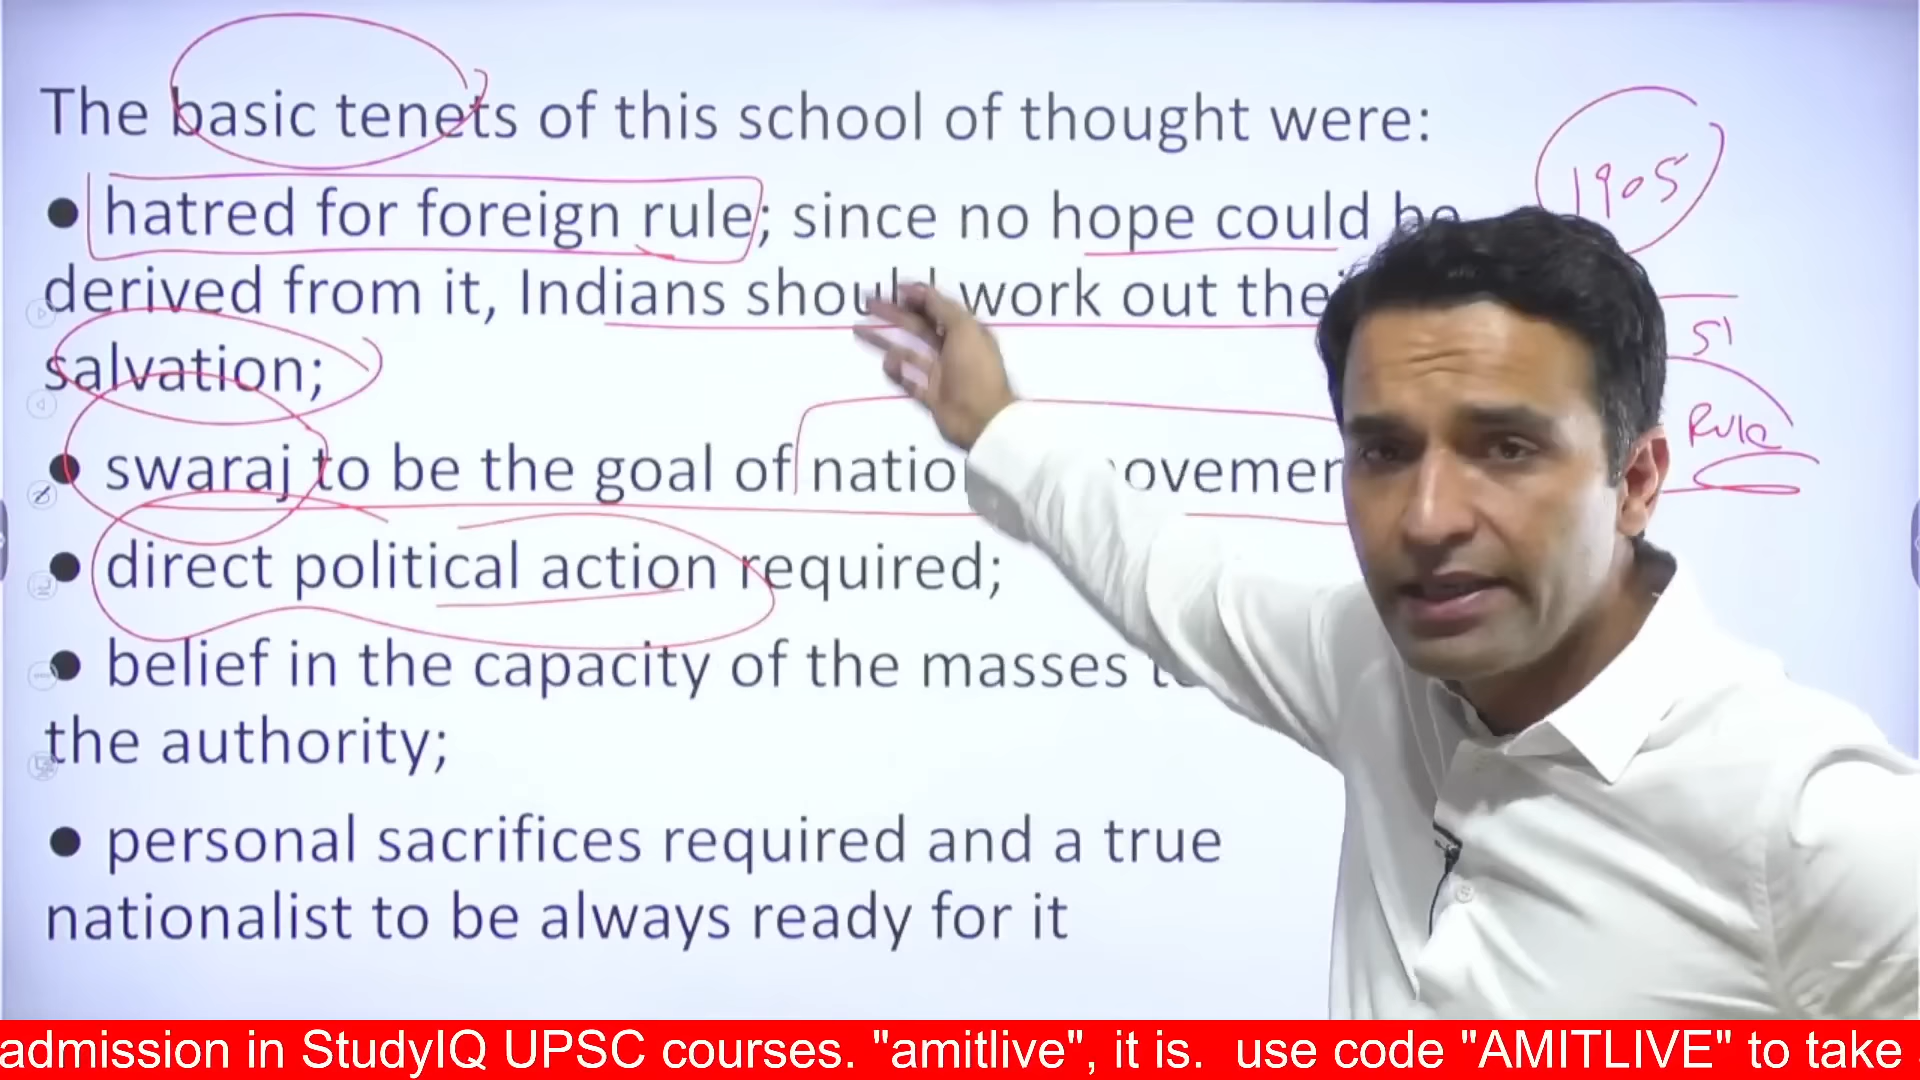 The basic tenets of this school of thought were:
● hatred for foreign rule; since no hope could be
derived from it, Indians should work out
salvation;
● swaraj to be the goal of
● direct political action required;
● belief in the capacity of the masses
the authority;
● personal sacrifices required and a true
nationalist to be always ready for it
1905
Rule
admission in StudyIQ UPSC courses. "amitlive", it is. use code "AMITLIVE" to take